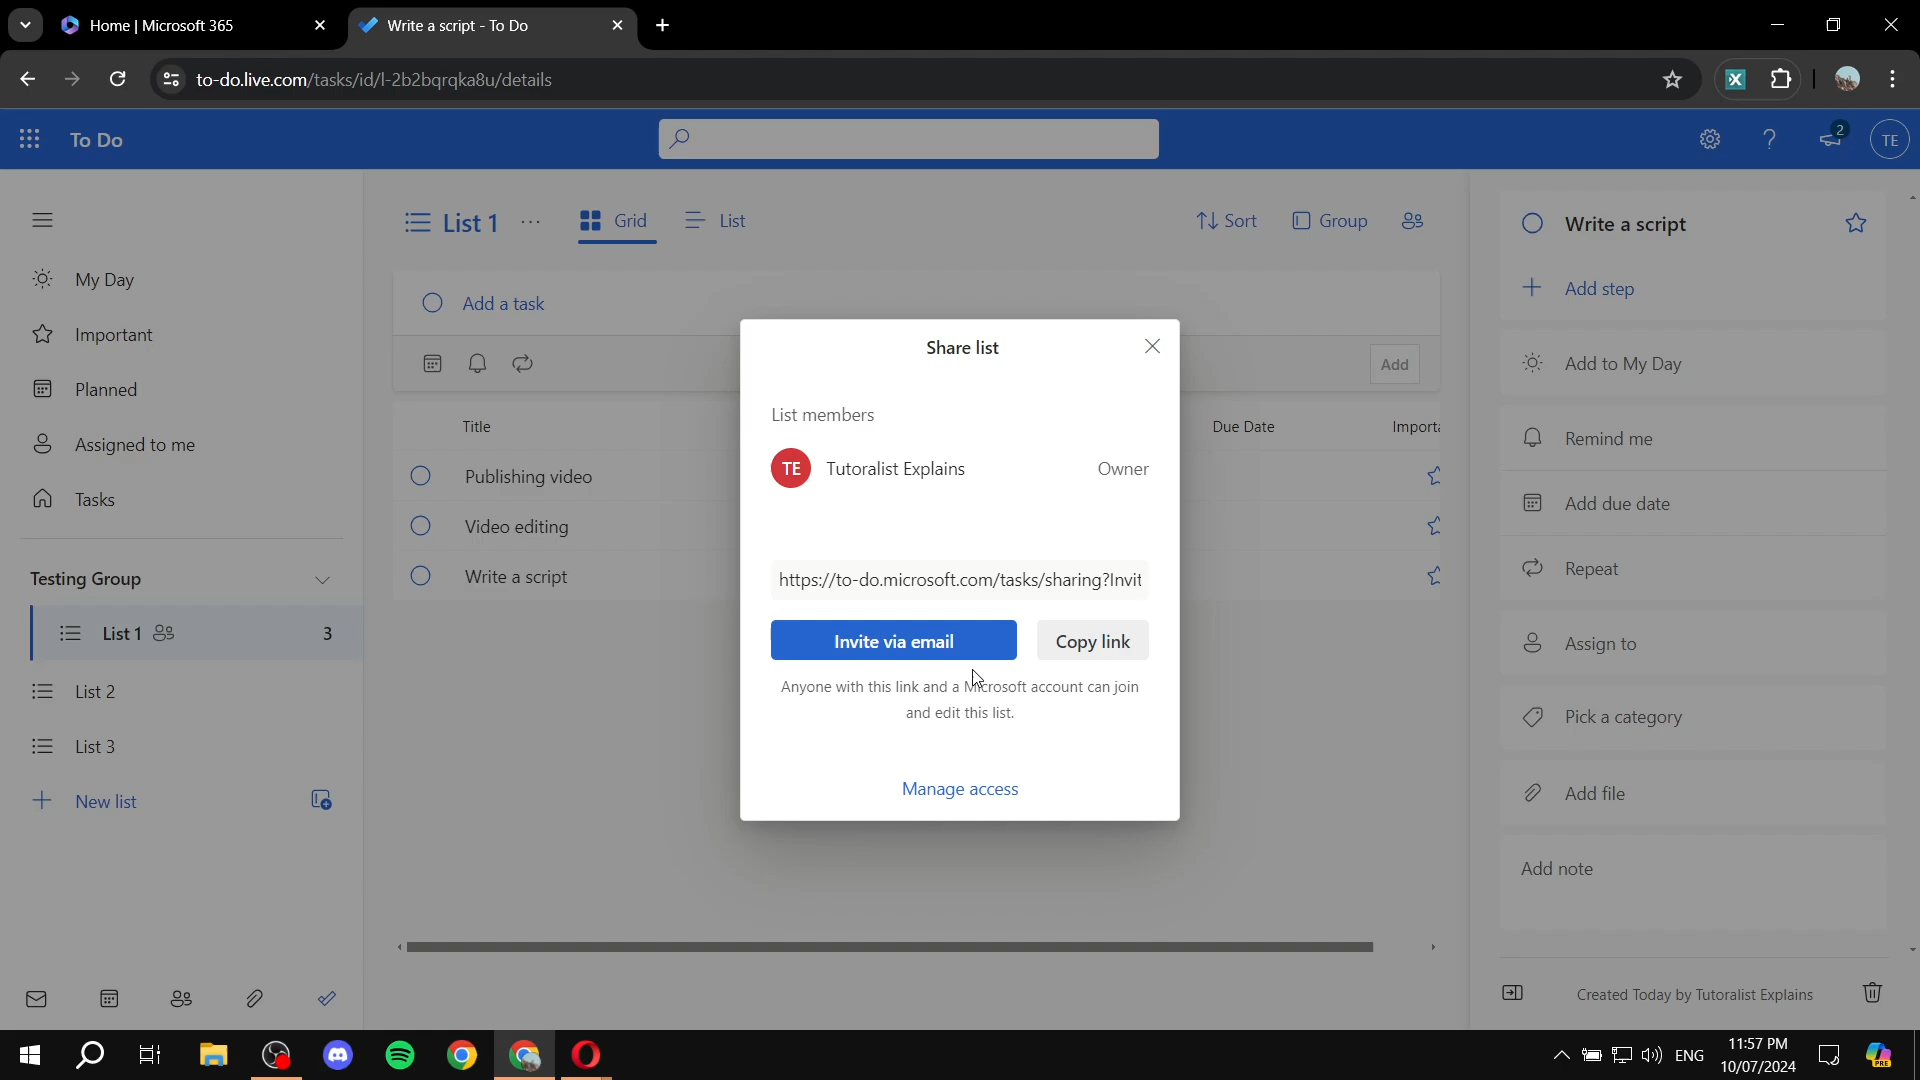 Home | Microsoft 365
Write a script - To Do
to-do.live.com/tasks/id/l-2b2bqrqka8u/details
To Do
2
TE
List 1
Grid
List
Sort
Group
Write a script
Add step
My Day
Important
Planned
Assigned to me
Tasks
Testing Group
List 1
3
List 2
List 3
New list
Add a task
Add
Title
Due Date
Importa
Publishing video
Video editing
Write a script
Share list
List members
TE
Tutoralist Explains
Owner
https://to-do.microsoft.com/tasks/sharing?Invit
Invite via email
Copy link
Anyone with this link and a Microsoft account can join
and edit this list.
Manage access
Add to My Day
Remind me
Add due date
Repeat
Assign to
Pick a category
Add file
Add note
Created Today by Tutoralist Explains
ENG
11:57 PM
10/07/2024
PRE